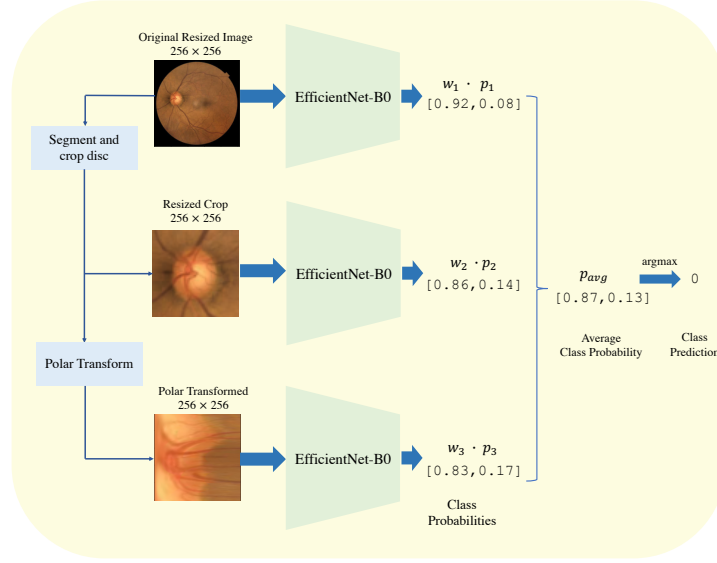 Original Resized Image
256 × 256
EfficientNet-B0
w₁ · p₁
[0.92,0.08]
Segment and
crop disc
Resized Crop
256 × 256
EfficientNet-B0
w₂ · p₂
[0.86,0.14]
p_avg
[0.87,0.13]
argmax
0
Average
Class Probability
Class
Prediction
Polar Transform
Polar Transformed
256 × 256
EfficientNet-B0
w₃ · p₃
[0.83,0.17]
Class
Probabilities